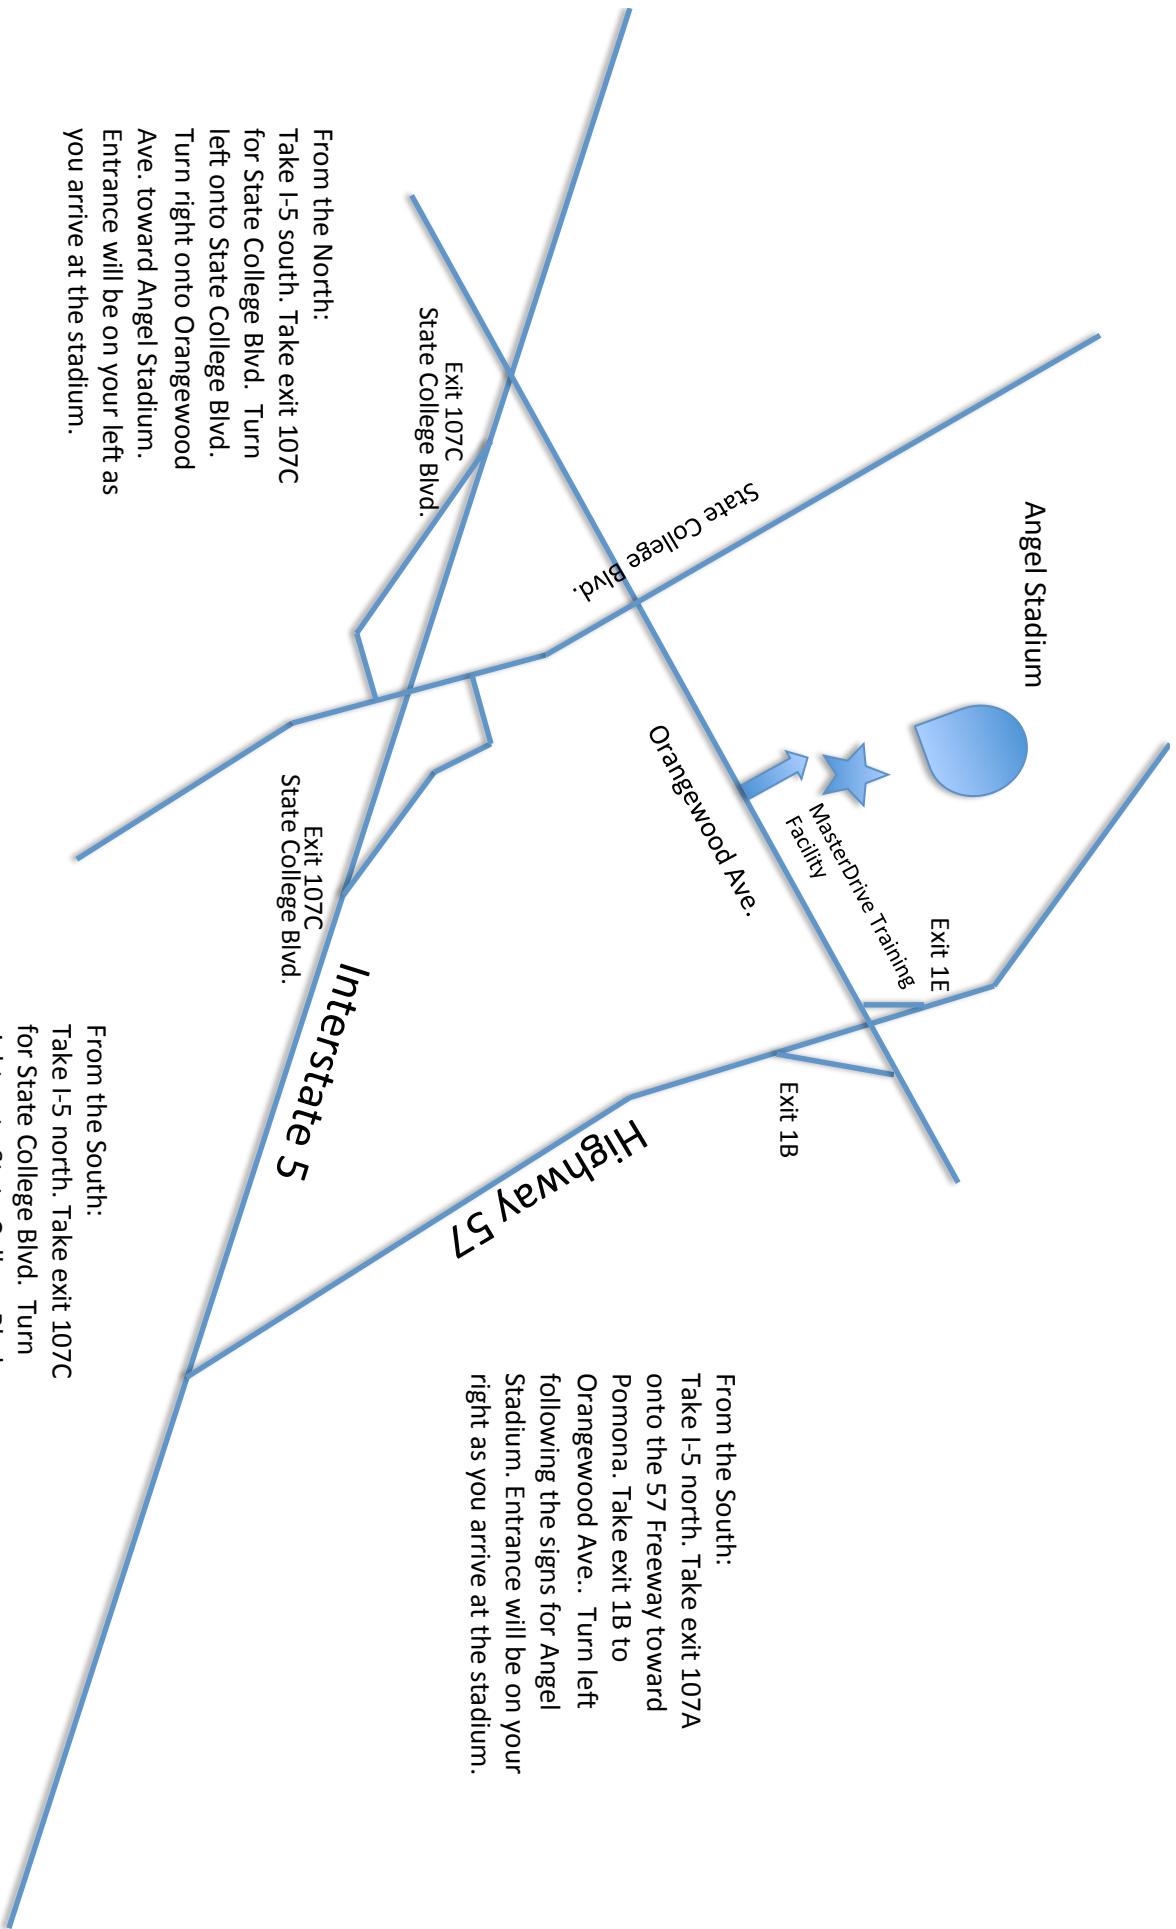 Angel Stadium
Exit 1E
MasterDrive Training
Facility
State College Blvd.
Orangewood Ave.
Exit 1B
From the South:
Take I-5 north. Take exit 107A
onto the 57 Freeway toward
Pomona. Take exit 1B to
Orangewood Ave.. Turn left
following the signs for Angel
Stadium. Entrance will be on your
right as you arrive at the stadium.
Highway 57
Exit 107C
State College Blvd.
Interstate 5
Exit 107C
State College Blvd.
From the North:
Take I-5 south. Take exit 107C
for State College Blvd. Turn
left onto State College Blvd.
Turn right onto Orangewood
Ave. toward Angel Stadium.
Entrance will be on your left as
you arrive at the stadium.
From the South:
Take I-5 north. Take exit 107C
for State College Blvd. Turn